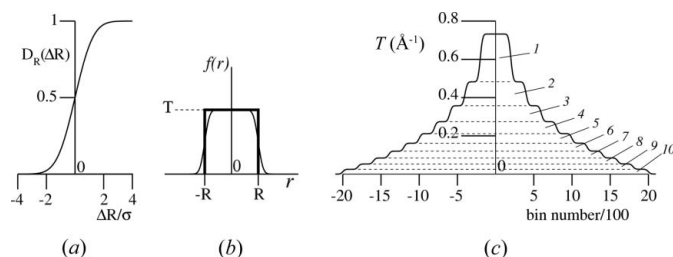 1
D_R(ΔR)
0.5
0
-4 -2 0 2 4
ΔR/σ
(a)
f(r)
T
0
-R R r
(b)
0.8
T (Å⁻¹)
0.6
0.4
0.2
0
1
2
3
4
5
6
7
8
9
10
-20 -15 -10 -5 5 10 15 20
bin number/100
(c)